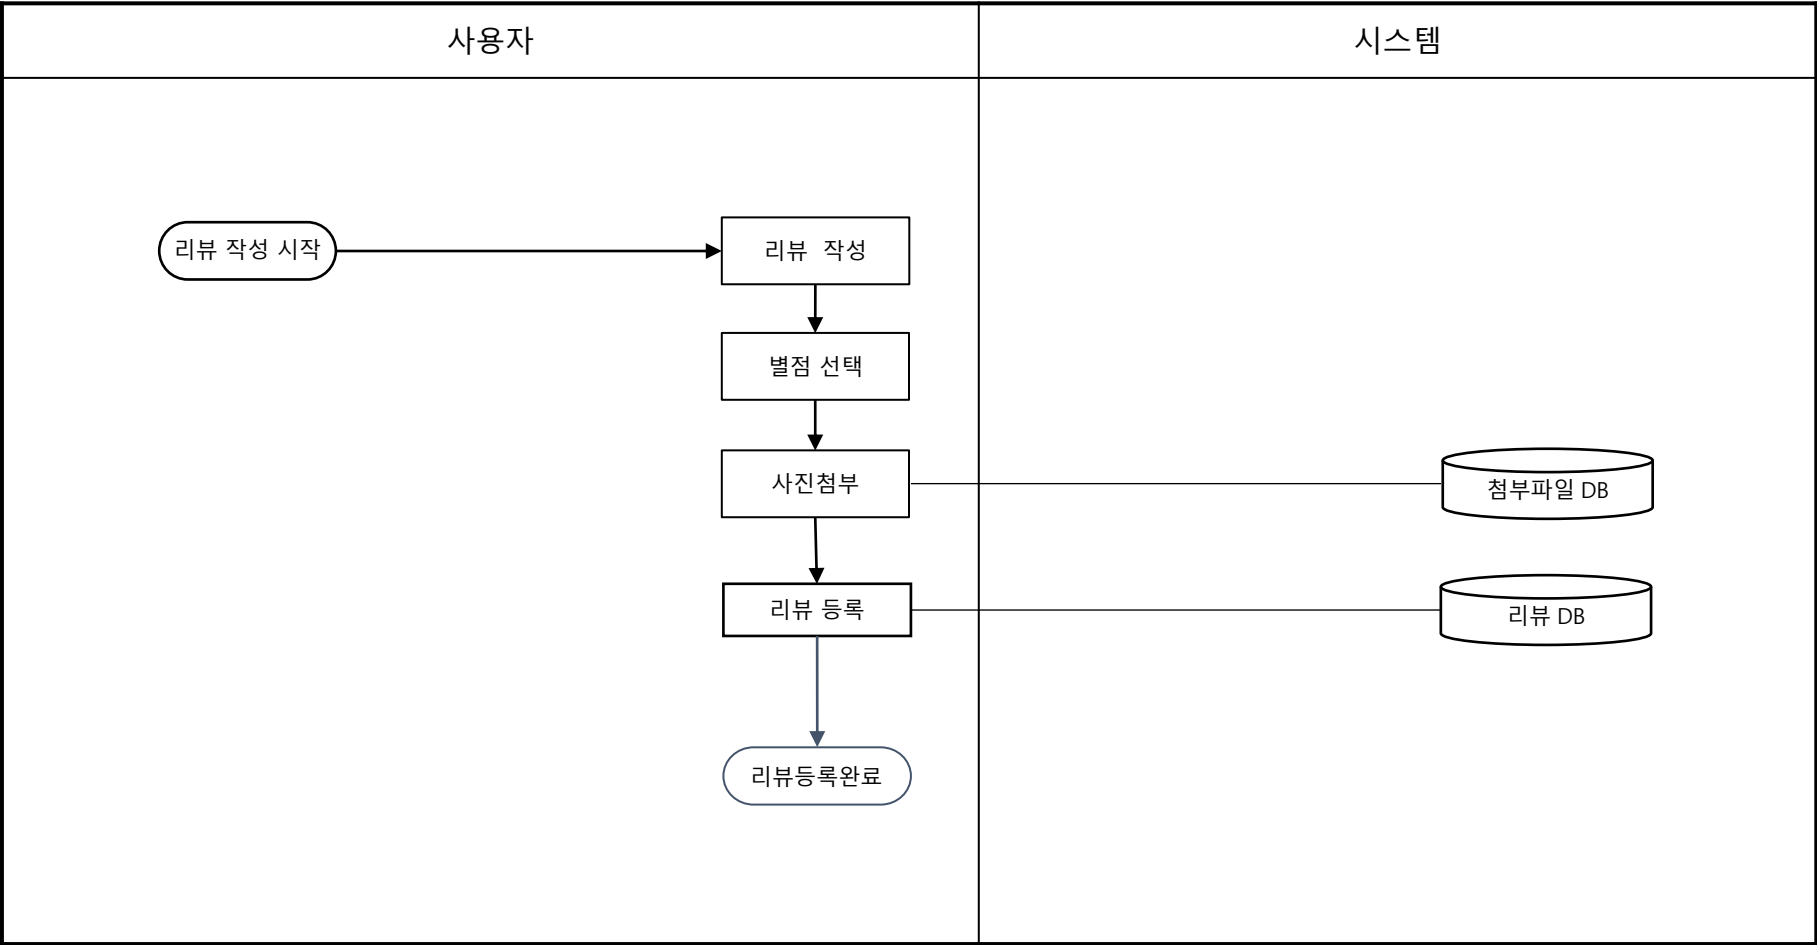 사용자
시스템
리뷰 작성 시작
리뷰  작성
별점 선택
사진첨부
첨부파일 DB
리뷰 등록
리뷰 DB
리뷰등록완료